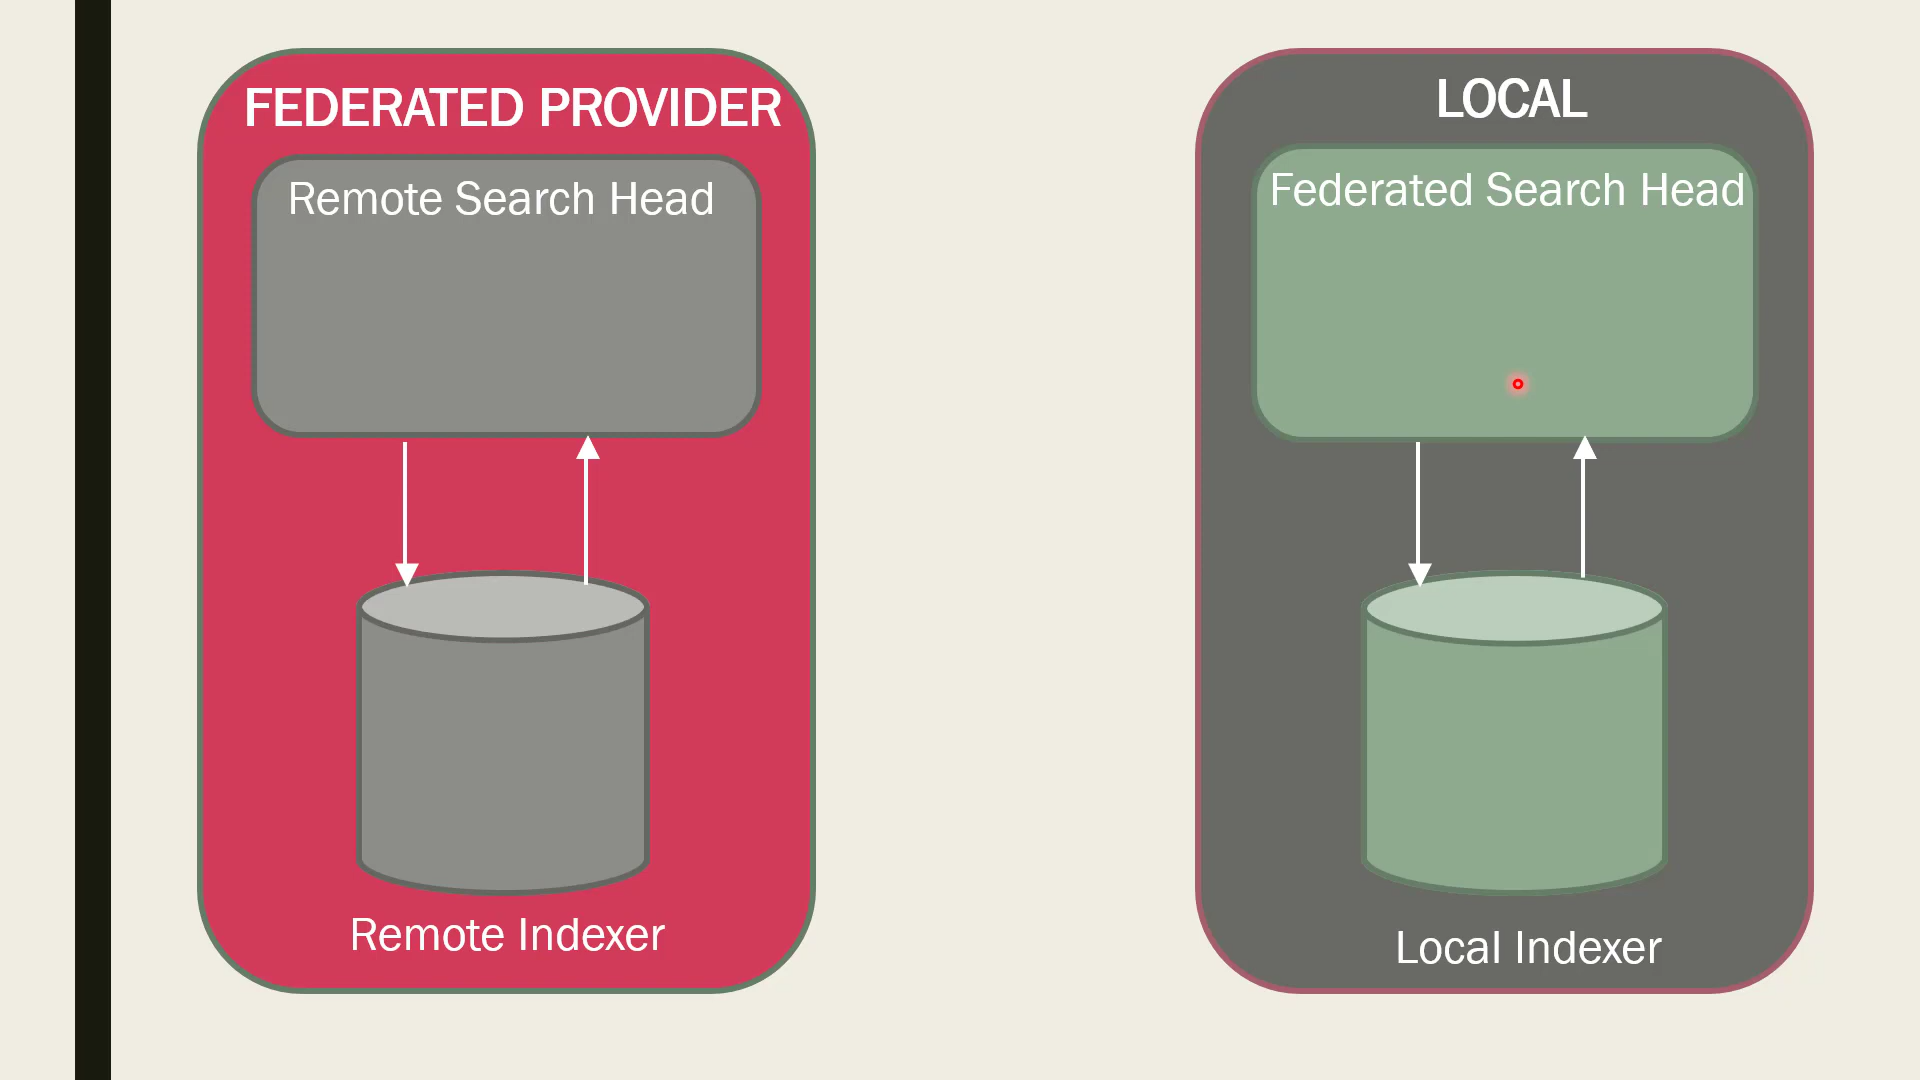 FEDERATED PROVIDER
Remote Search Head
Remote Indexer
LOCAL
Federated Search Head
Local Indexer